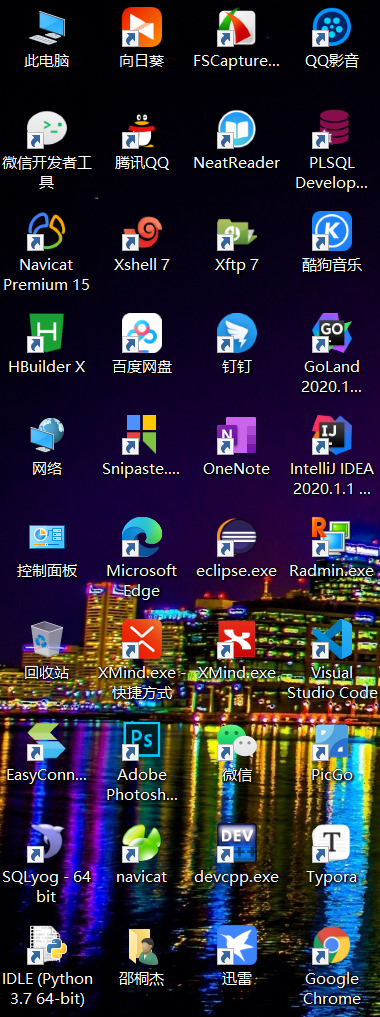 此电脑
向日葵
FSCapture...
QQ影音
微信开发者工
具
腾讯QQ
NeatReader
PLSQL
Develop...
Navicat
Premium 15
Xshell 7
Xftp 7
酷狗音乐
HBuilder X
百度网盘
钉钉
GoLand
2020.1...
网络
Snipaste....
OneNote
IntelliJ IDEA
2020.1.1 ...
控制面板
Microsoft
Edge
eclipse.exe
Radmin.exe
回收站
XMind.exe -
快捷方式
XMind.exe
Visual
Studio Code
EasyConn...
Adobe
Photosh...
微信
PicGo
SQLyog - 64
bit
navicat
devcpp.exe
Typora
IDLE (Python
3.7 64-bit)
邵桐杰
迅雷
Google
Chrome